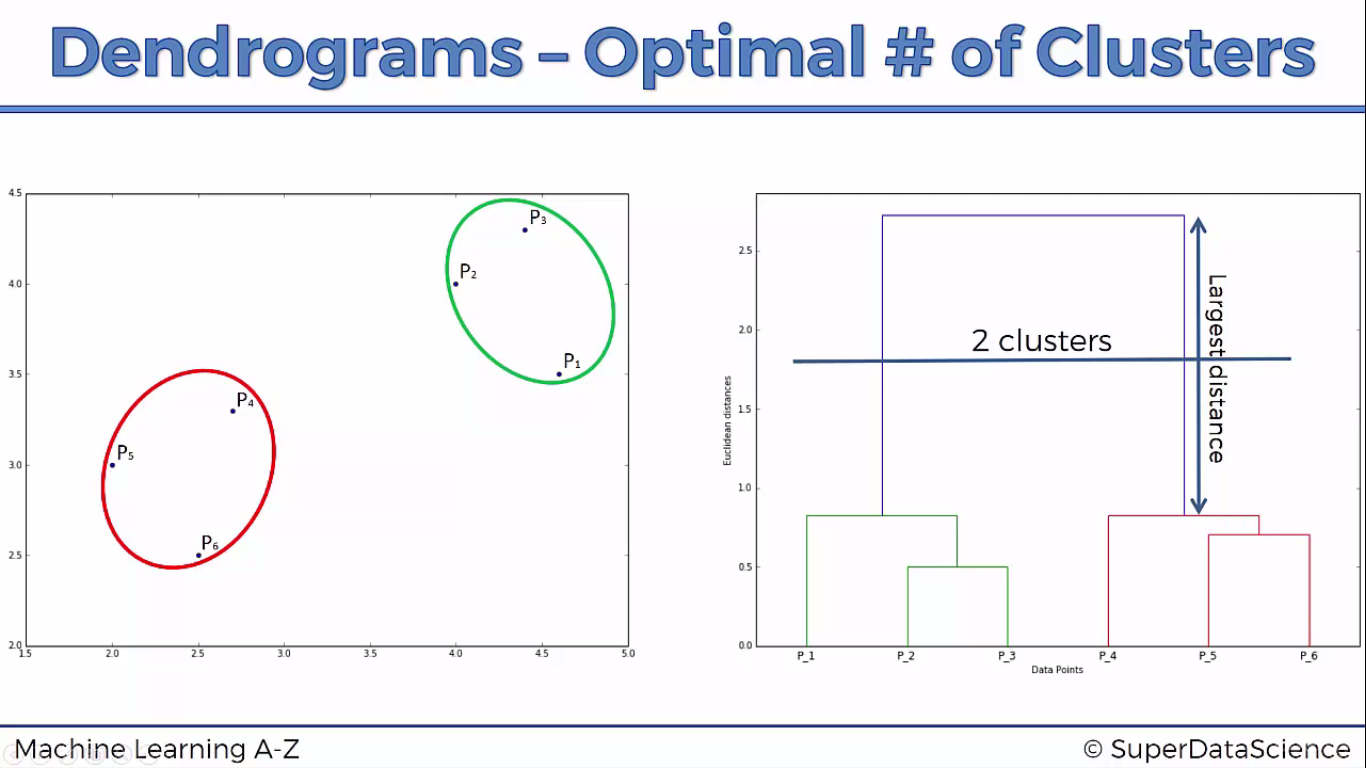 Dendrograms – Optimal # of Clusters
4.5
4.0
3.5
3.0
2.5
2.0
1.5 2.0 2.5 3.0 3.5 4.0 4.5 5.0
P3
P2
P1
P4
P5
P6
2.5
2.0
1.5
1.0
0.5
0.0
Euclidean distances
2 clusters
Largest distance
P_1 P_2 P_3 P_4 P_5 P_6
Data Points
Machine Learning A-Z
© SuperDataScience